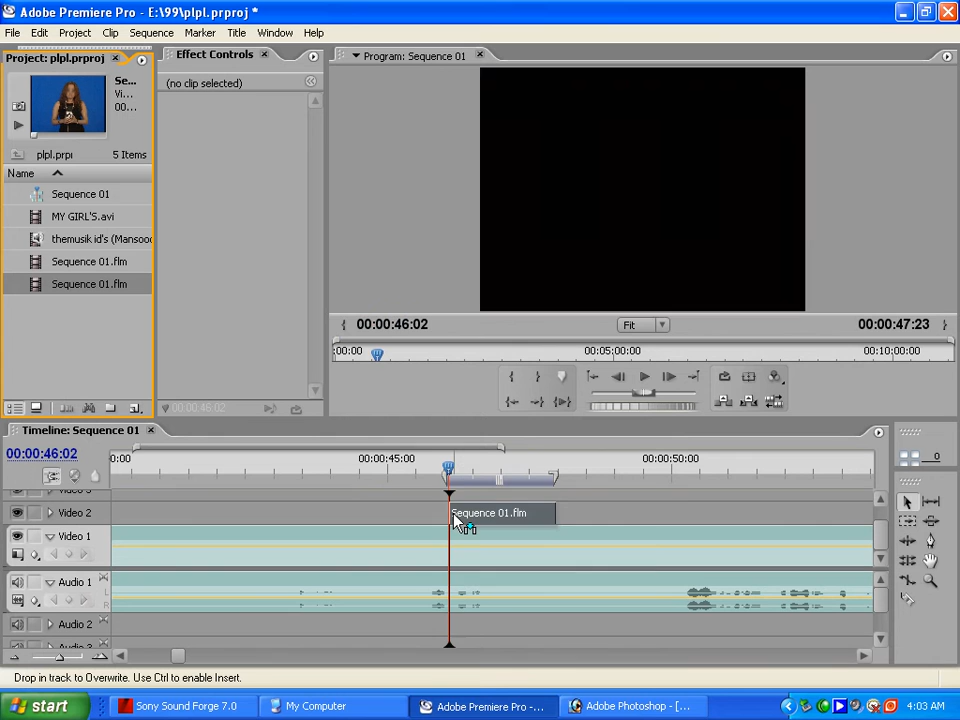 Adobe Premiere Pro - E:\99\plpl.prproj *
File Edit Project Clip Sequence Marker Title Window Help
Project: plpl.prproj
Effect Controls
Program: Sequence 01
Se...
Vi...
00...
(no clip selected)
plpl.prpr
5 Items
Name
Sequence 01
MY GIRL'S.avi
themusik id's (Mansoo
Sequence 01.flm
Sequence 01.flm
00:00:46:02
Fit
00:00:47:23
:00:00 00:05:00:00 00:10:00:00
00:00:46:02
Timeline: Sequence 01
00:00:46:02
0:00 00:00:45:00 00:00:50:00
0
Video 3
Video 2
Sequence 01.flm
Video 1
Audio 1
L
R
Audio 2
Audio 3
Drop in track to Overwrite. Use Ctrl to enable Insert.
start
Sony Sound Forge 7.0
My Computer
Adobe Premiere Pro -...
Adobe Photoshop - [...
4:03 AM